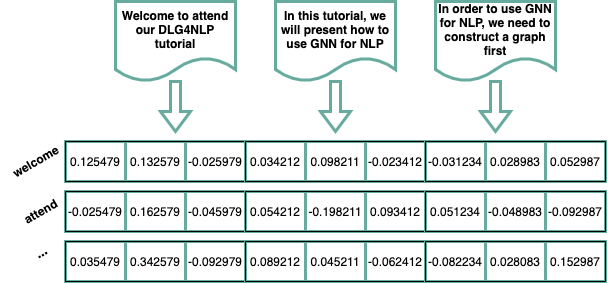 Welcome to attend
our DLG4NLP
tutorial
In this tutorial, we
will present how to
use GNN for NLP
In order to use GNN
for NLP, we need to
construct a graph
first
welcome 0.125479 0.132579 -0.025979 0.034212 0.098211 -0.023412 -0.031234 0.028983 0.052987
attend -0.025479 0.162579 -0.045979 0.054212 -0.198211 0.093412 0.051234 -0.048983 -0.092987
... 0.035479 0.342579 -0.092979 0.089212 0.045211 -0.062412 -0.082234 0.028083 0.152987